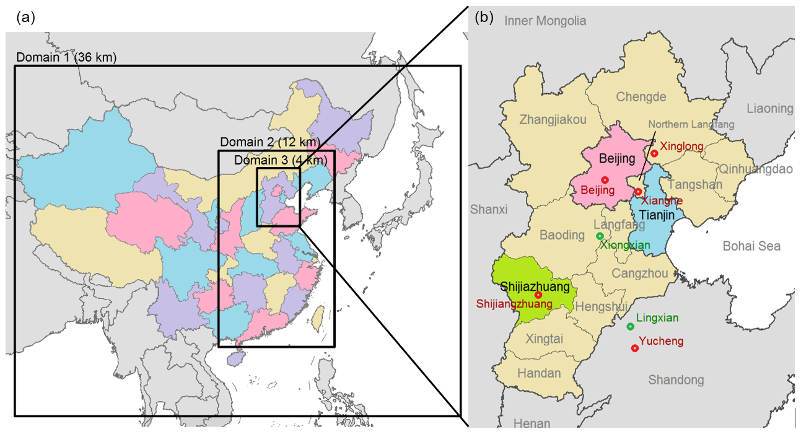 (a)
Domain 1 (36 km)
Domain 2 (12 km)
Domain 3 (4 km)
(b)
Inner Mongolia
Chengde
Liaoning
Zhangjiakou
Northern Langfang
Xinglong
Beijing
Qinhuangdao
Beijing
Tangshan
Xianghe
Shanxi
Tianjin
Langfang
Baoding
Xiongxian
Bohai Sea
Cangzhou
Shijiazhuang
Shijiangzhuang
Hengshui
Lingxian
Xingtai
Yucheng
Handan
Shandong
Henan